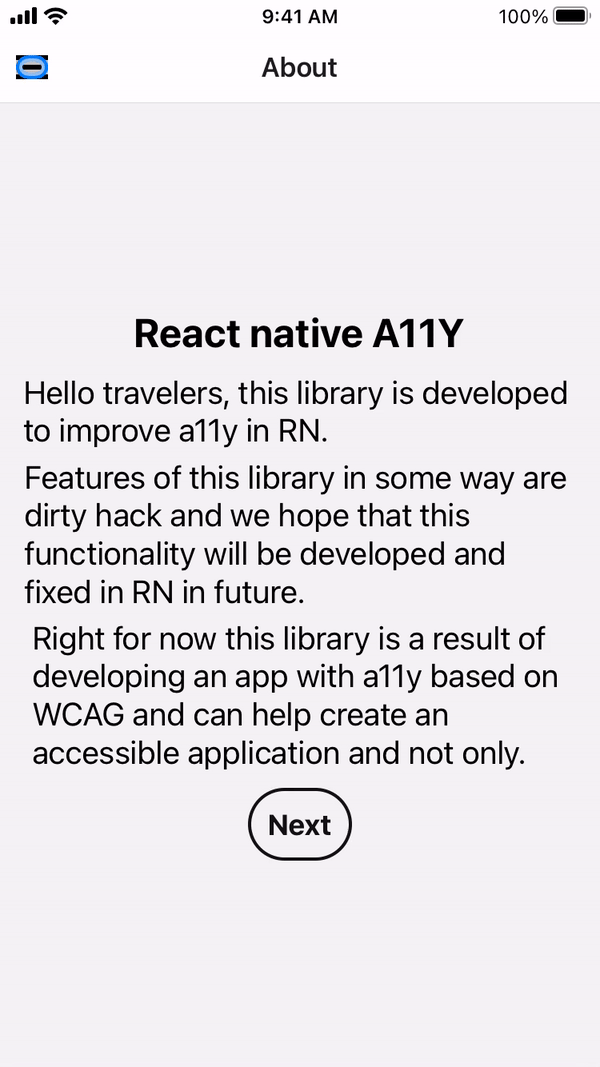 9:41 AM
100%
About
React native A11Y
Hello travelers, this library is developed
to improve a11y in RN.
Features of this library in some way are
dirty hack and we hope that this
functionality will be developed and
fixed in RN in future.
Right for now this library is a result of
developing an app with a11y based on
WCAG and can help create an
accessible application and not only.
Next